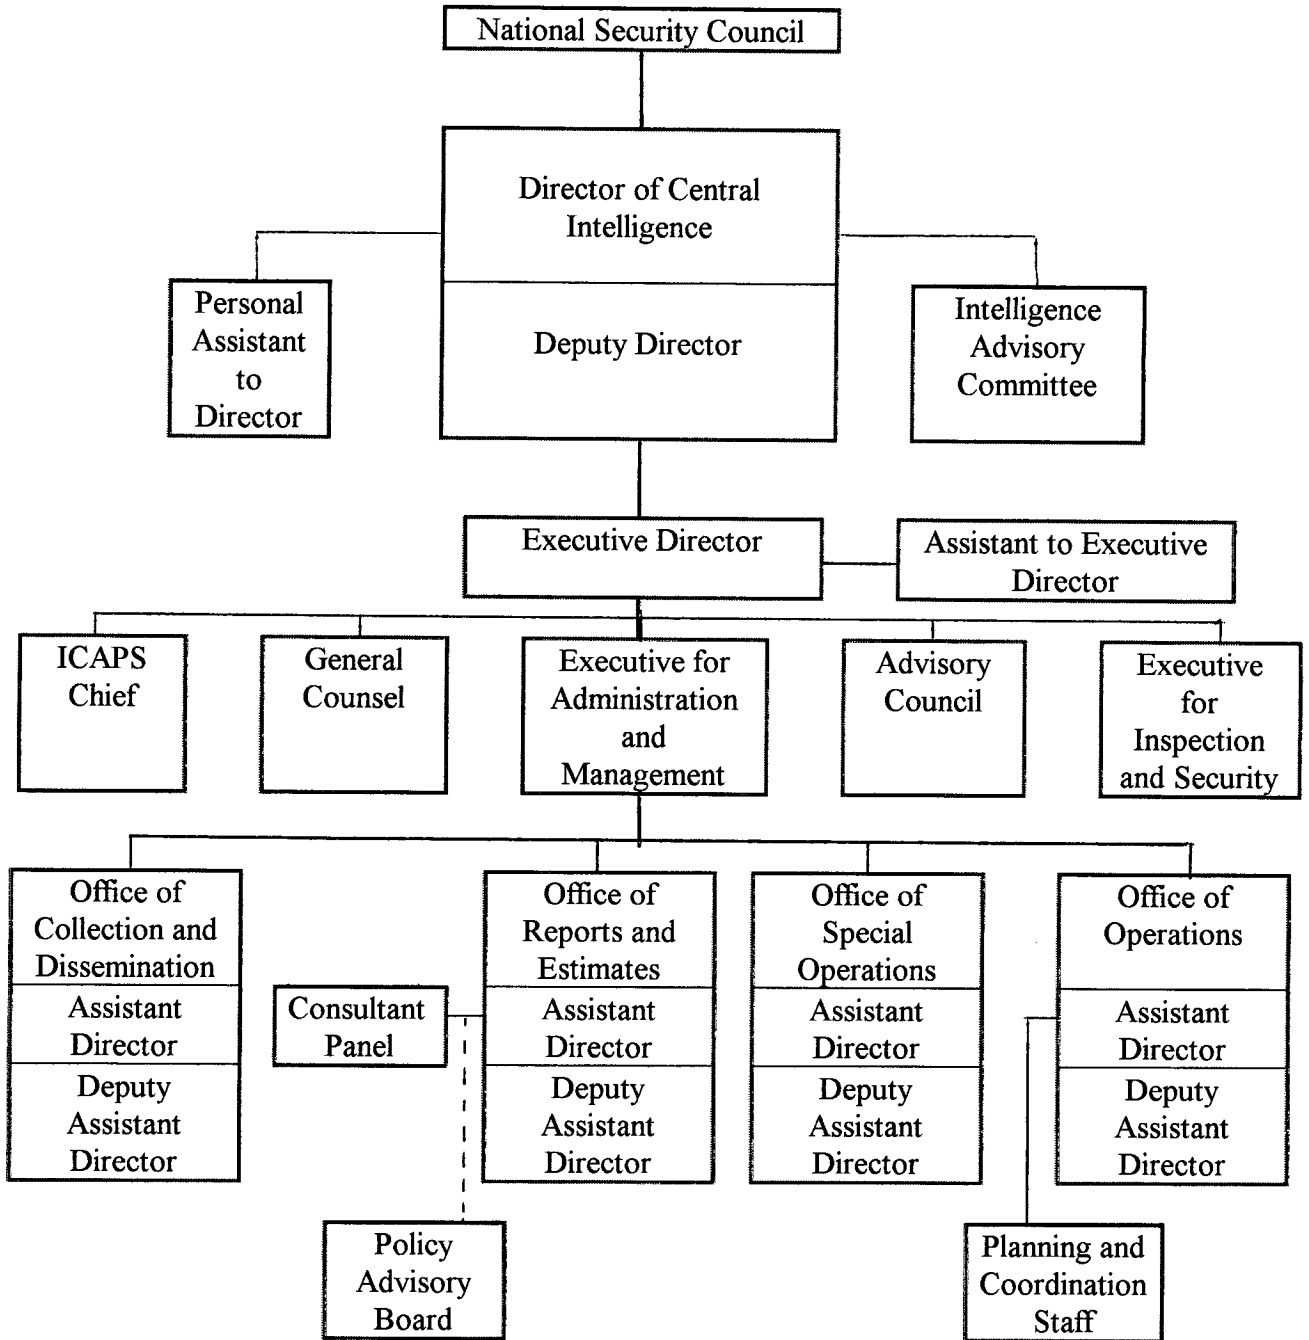 National Security Council
Director of Central
Intelligence
Deputy Director
Personal
Assistant
to
Director
Intelligence
Advisory
Committee
Executive Director
Assistant to Executive
Director
ICAPS
Chief
General
Counsel
Executive for
Administration
and
Management
Advisory
Council
Executive
for
Inspection
and Security
Office of
Collection and
Dissemination
Assistant
Director
Deputy
Assistant
Director
Consultant
Panel
Office of
Reports and
Estimates
Assistant
Director
Deputy
Assistant
Director
Office of
Special
Operations
Assistant
Director
Deputy
Assistant
Director
Office of
Operations
Assistant
Director
Deputy
Assistant
Director
Policy
Advisory
Board
Planning and
Coordination
Staff